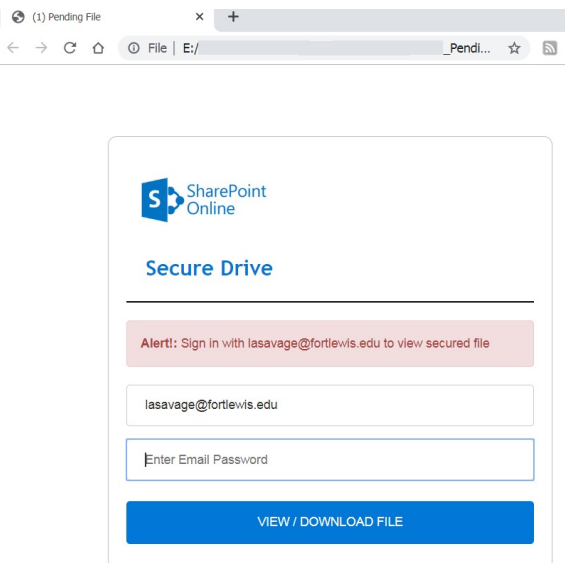 (1) Pending File
File | E:/ _Pendi...
S SharePoint
Online
Secure Drive
Alert!: Sign in with lasavage@fortlewis.edu to view secured file
lasavage@fortlewis.edu
Enter Email Password
VIEW / DOWNLOAD FILE